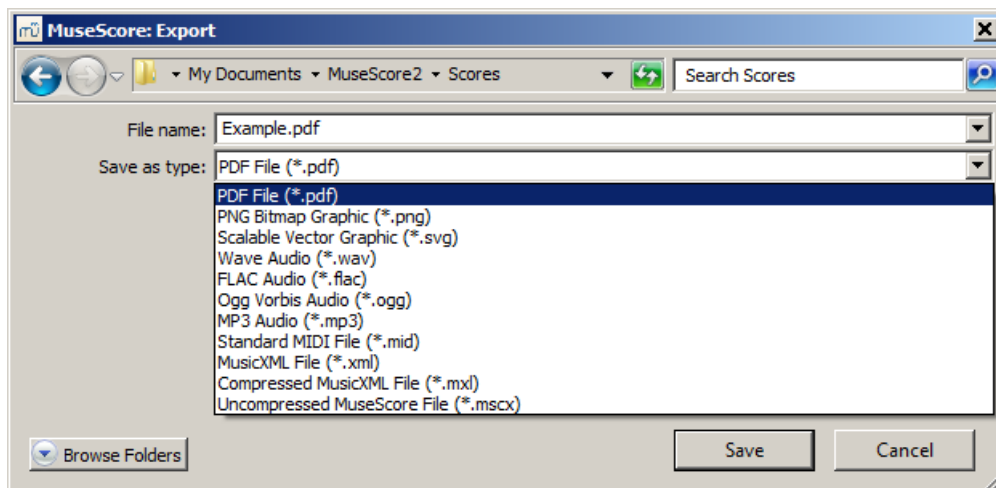 mü MuseScore: Export
My Documents MuseScore2 Scores Search Scores
File name: Example.pdf
Save as type: PDF File (*.pdf)
PDF File (*.pdf)
PNG Bitmap Graphic (*.png)
Scalable Vector Graphic (*.svg)
Wave Audio (*.wav)
FLAC Audio (*.flac)
Ogg Vorbis Audio (*.ogg)
MP3 Audio (*.mp3)
Standard MIDI File (*.mid)
MusicXML File (*.xml)
Compressed MusicXML File (*.mxl)
Uncompressed MuseScore File (*.mscx)
Browse Folders Save Cancel